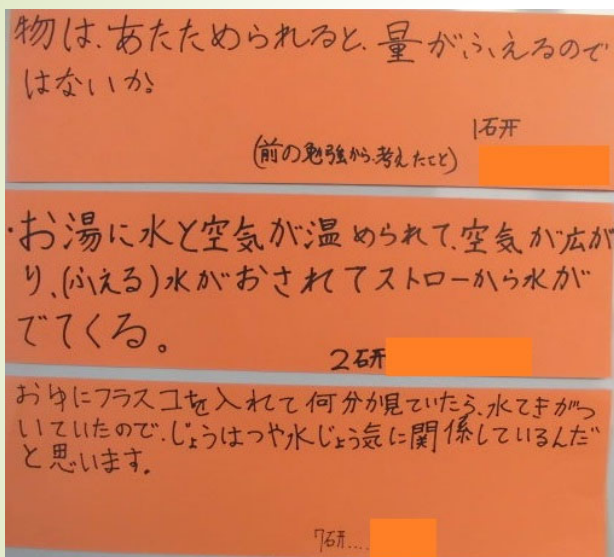 物は、あたためられると、量がふえるので
はないか。
1研
(前の勉強から、考えたこと)
・お湯に水と空気が温められて、空気が広が
り、(ふえる)水がおされてストローから水が
でてくる。
2研
おゆにフラスコを入れて何分か見ていたら、水てきがつ
いていたので、じょうはつや水じょう気に関係しているんだ
と思います。
7研....